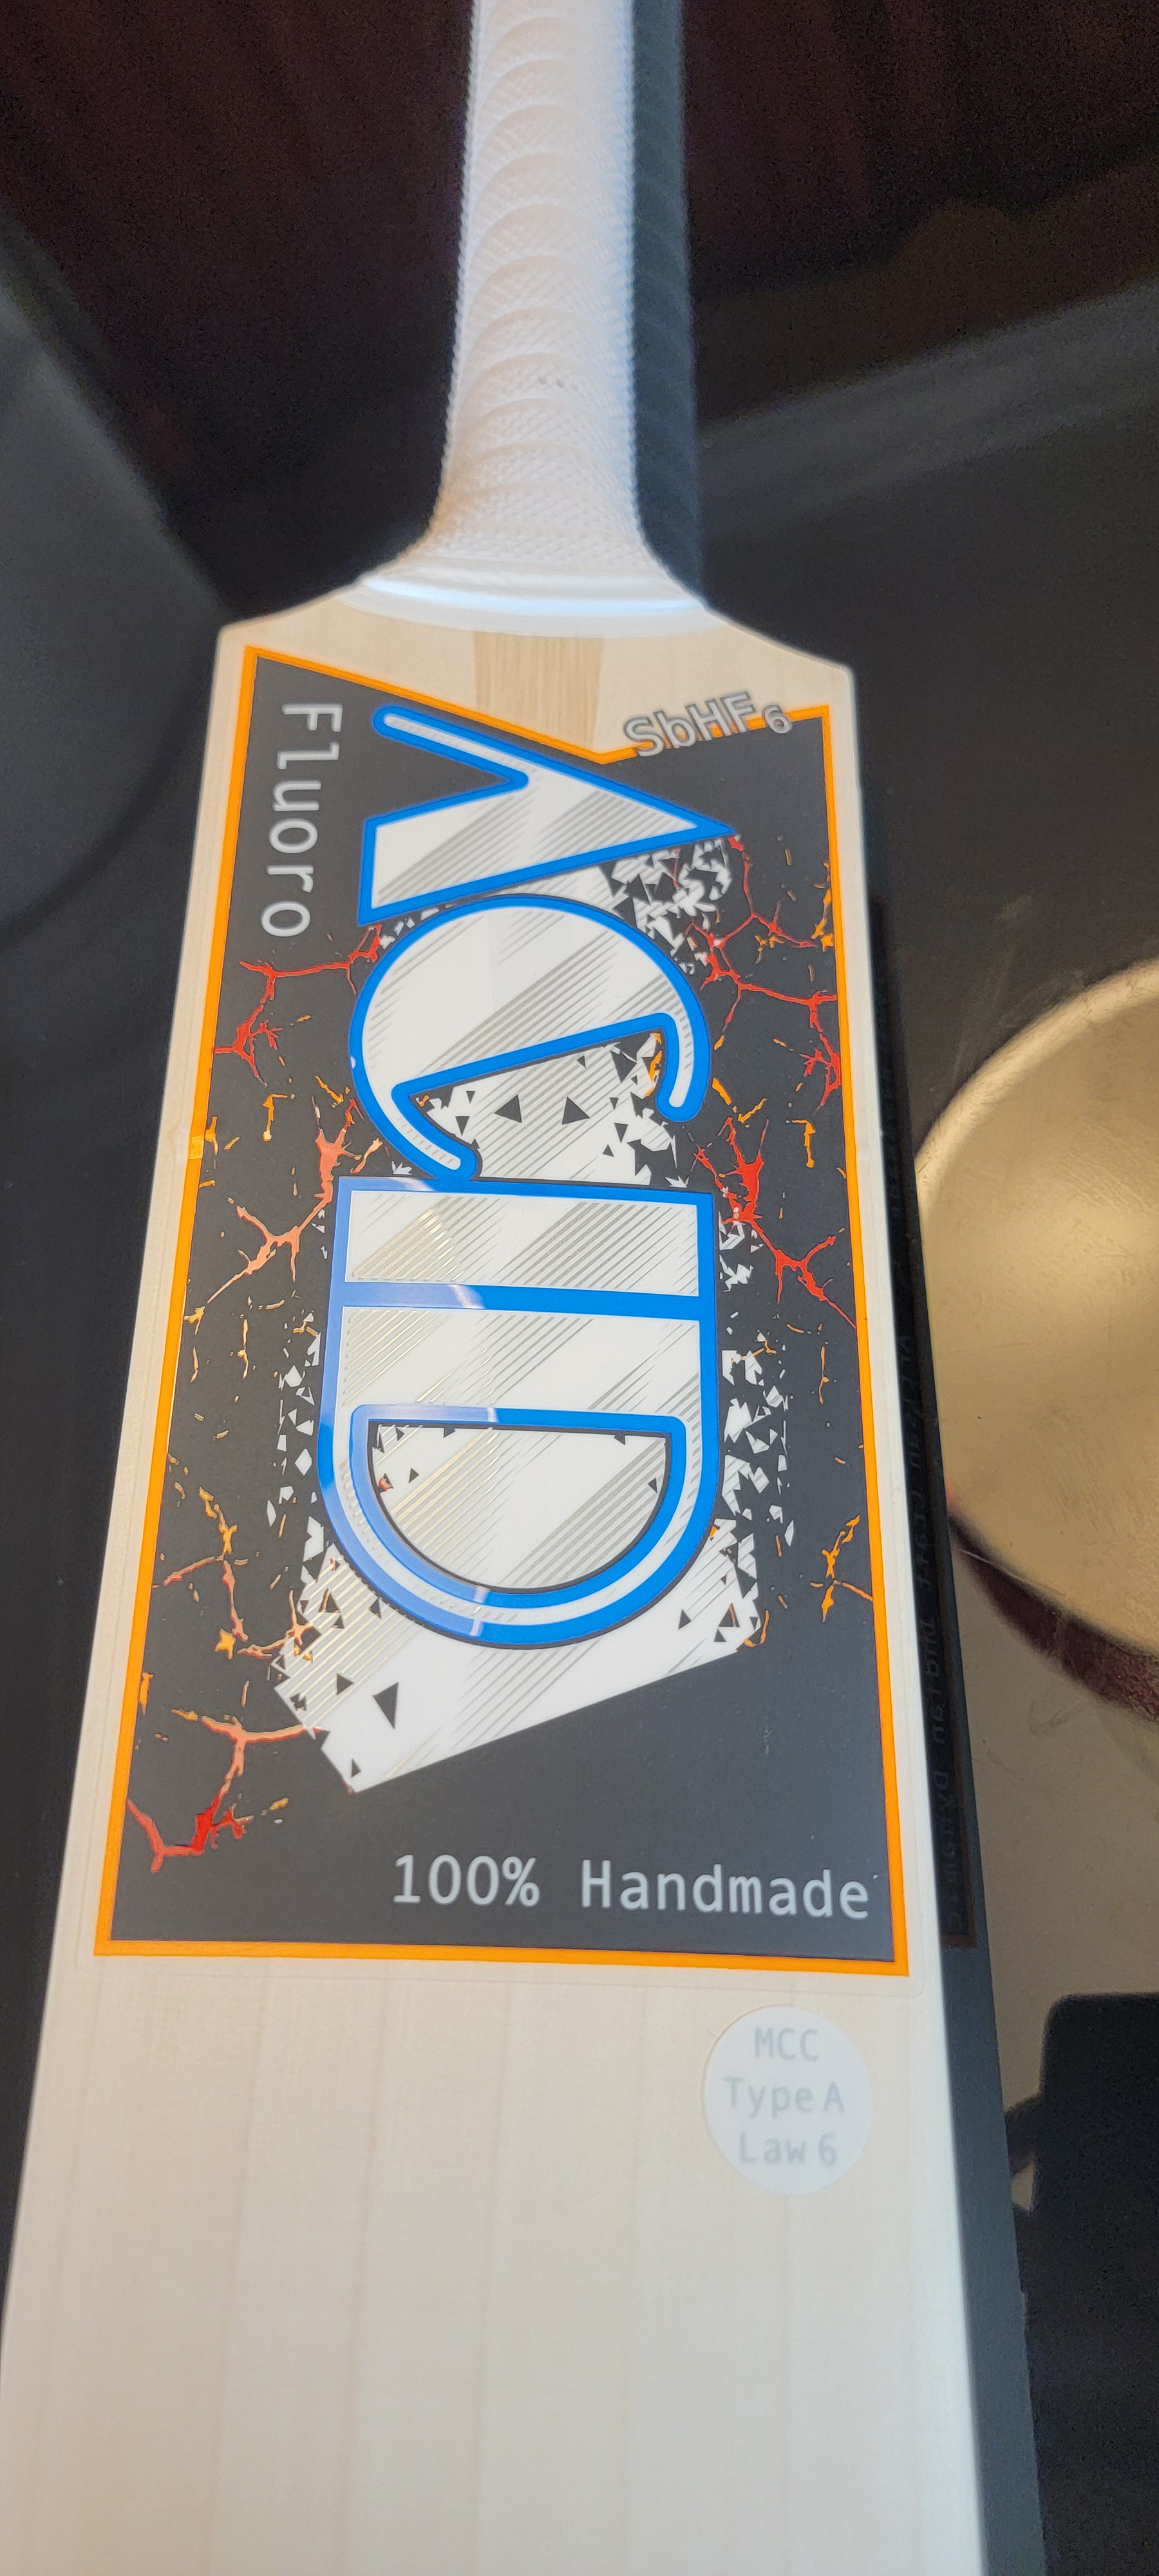 SbHF6
Fluoro
ACID
100% Handmade
MCC
Type A
Law 6